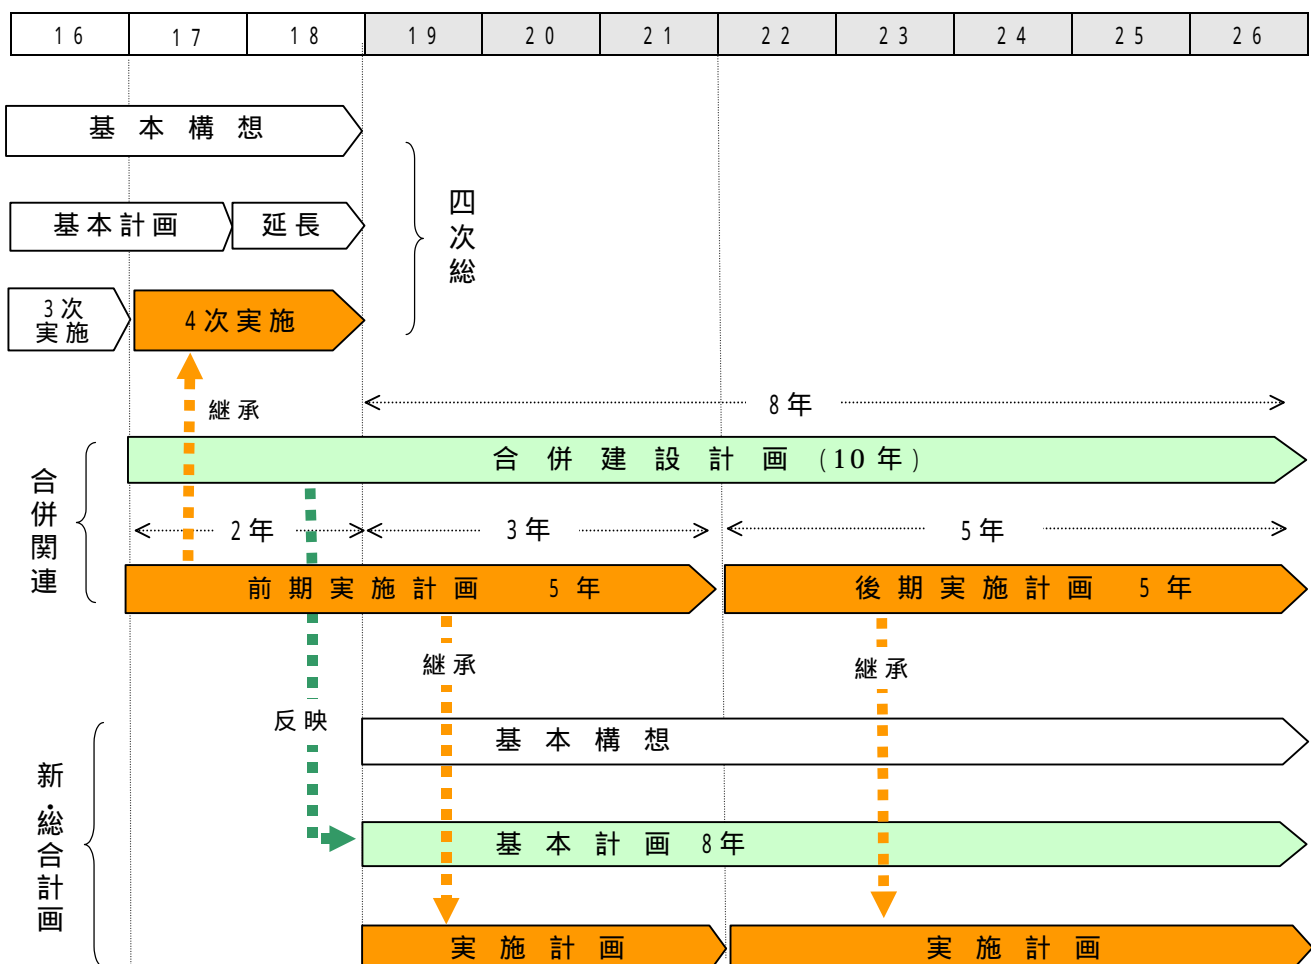 16 17 18 19 20 21 22 23 24 25 26
基本構想
四次総
基本計画 延長
3次
実施
4次実施
継承
8年
合併関連
合併建設計画(10年)
2年 3年 5年
前期実施計画 5年 後期実施計画 5年
継承 継承
反映
新・総合計画
基本構想
基本計画 8年
実施計画 実施計画